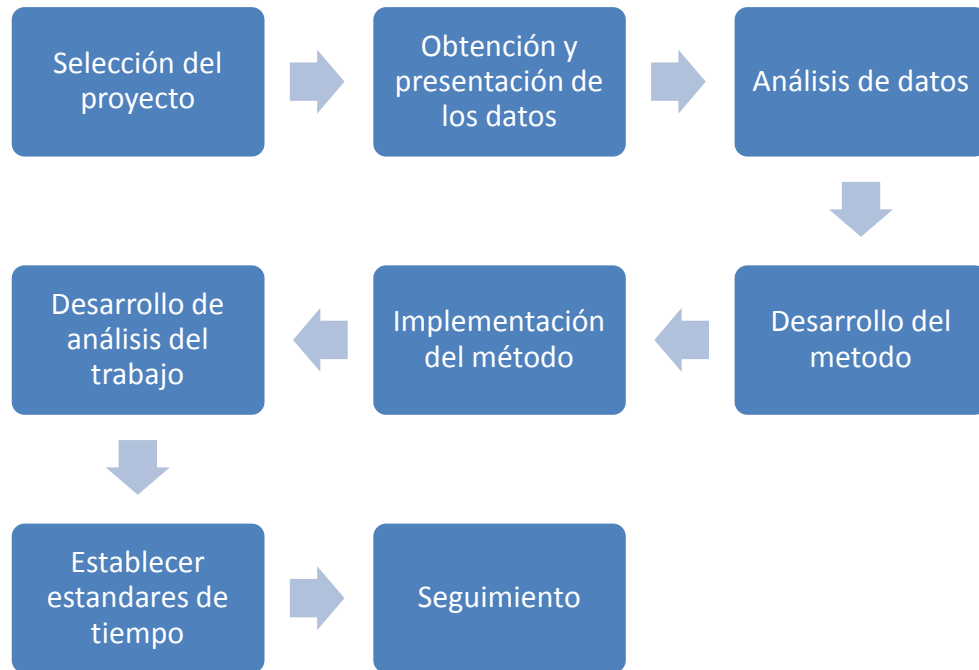 Selección del
proyecto
Obtención y
presentación de
los datos
Análisis de datos
Desarrollo del
metodo
Implementación
del método
Desarrollo de
análisis del
trabajo
Establecer
estandares de
tiempo
Seguimiento